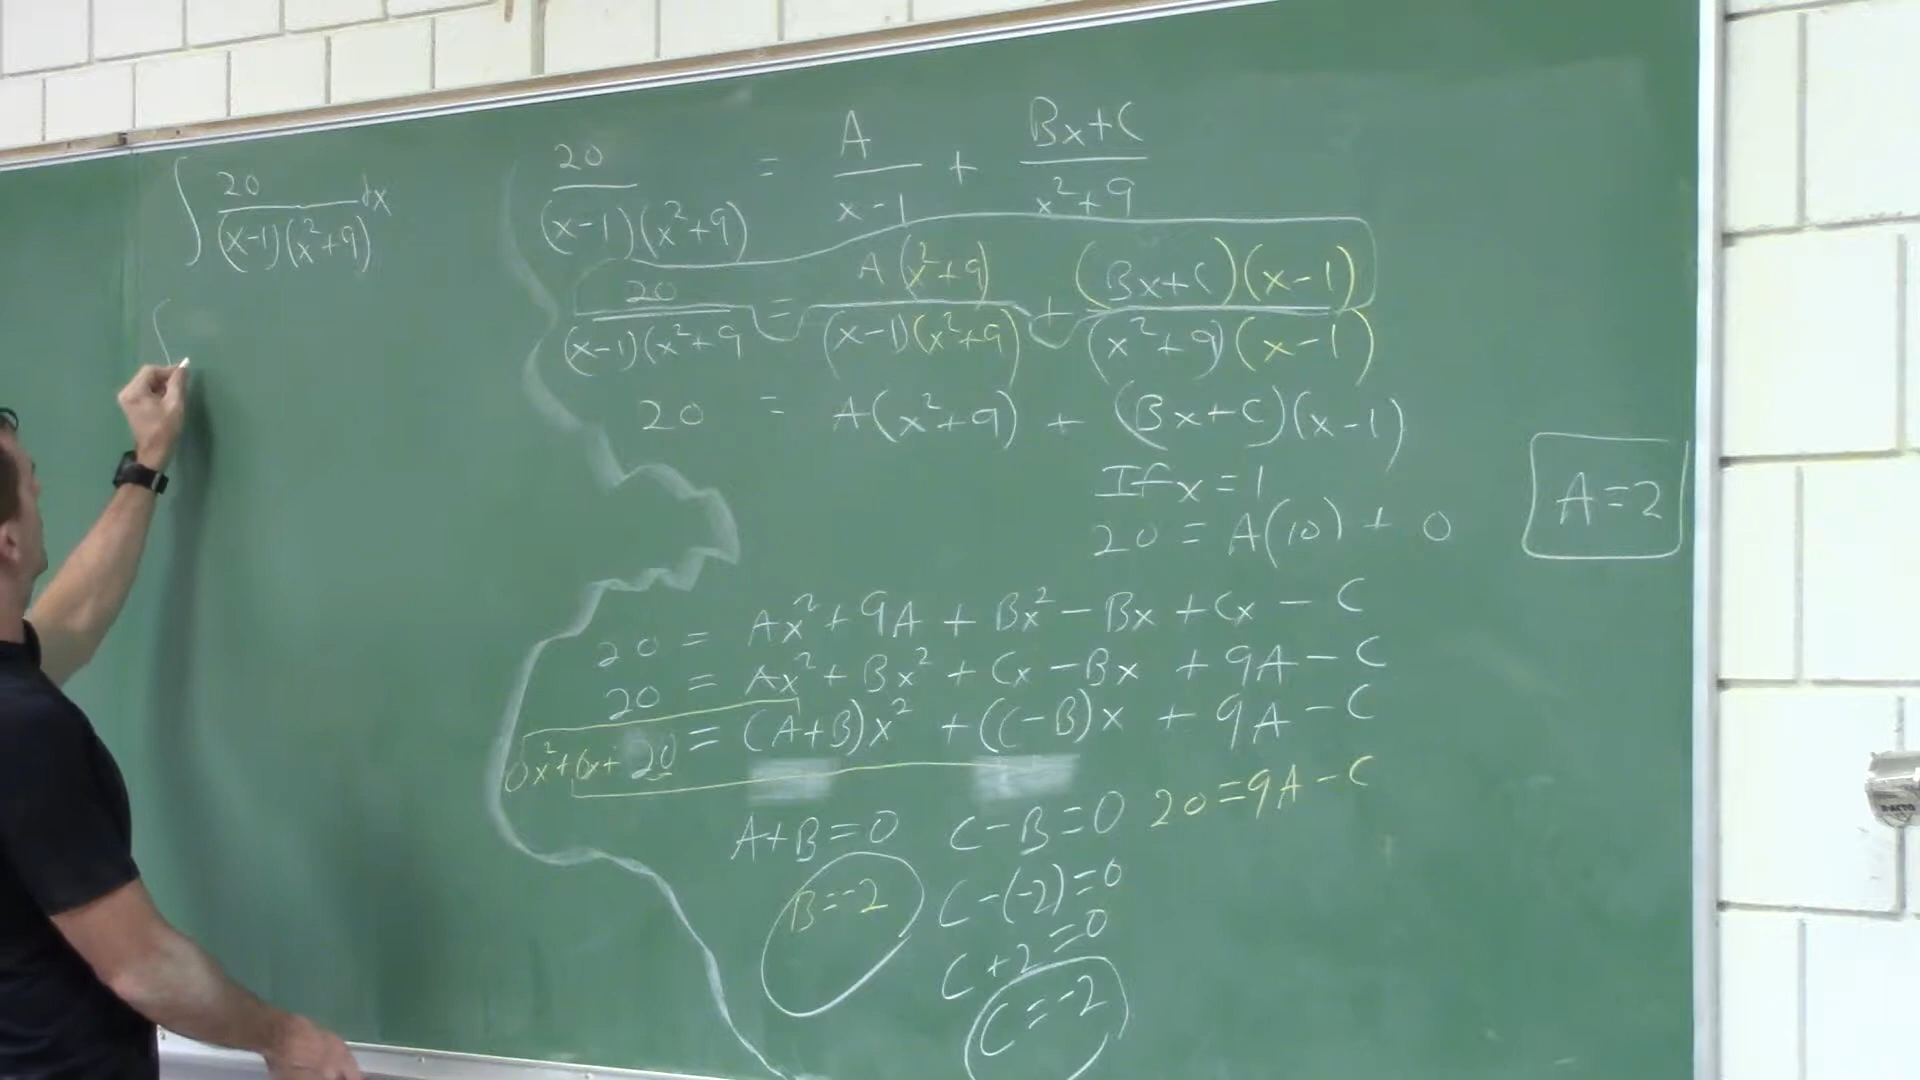 ∫ 20/((x-1)(x²+9)) dx
∫
20/((x-1)(x²+9)) = A/(x-1) + (Bx+C)/(x²+9)
20/((x-1)(x²+9) = A(x²+9)/((x-1)(x²+9)) + (Bx+C)(x-1)/((x²+9)(x-1))
20 = A(x²+9) + (Bx+C)(x-1)
If x=1
20 = A(10) + 0
A=2
20 = Ax²+9A + Bx²-Bx+Cx-C
20 = Ax²+Bx²+Cx-Bx + 9A-C
0x²+0x+20 = (A+B)x² +(C-B)x + 9A-C
A+B=0 C-B=0 20=9A-C
B=-2 C-(-2)=0
C+2=0
C=-2